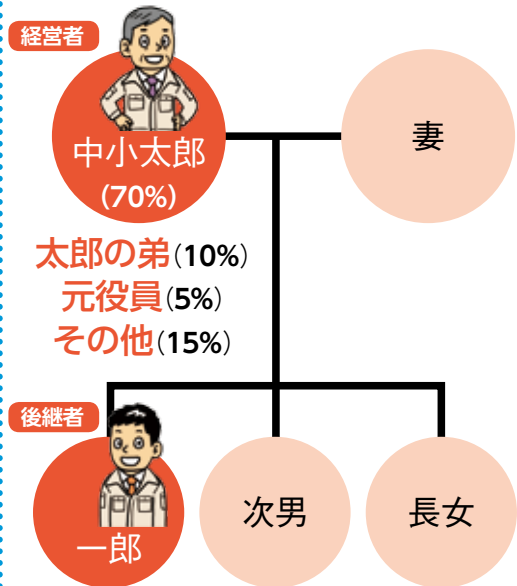 経営者
中小太郎
(70%)
妻
太郎の弟(10%)
元役員(5%)
その他(15%)
後継者
一郎
次男
長女